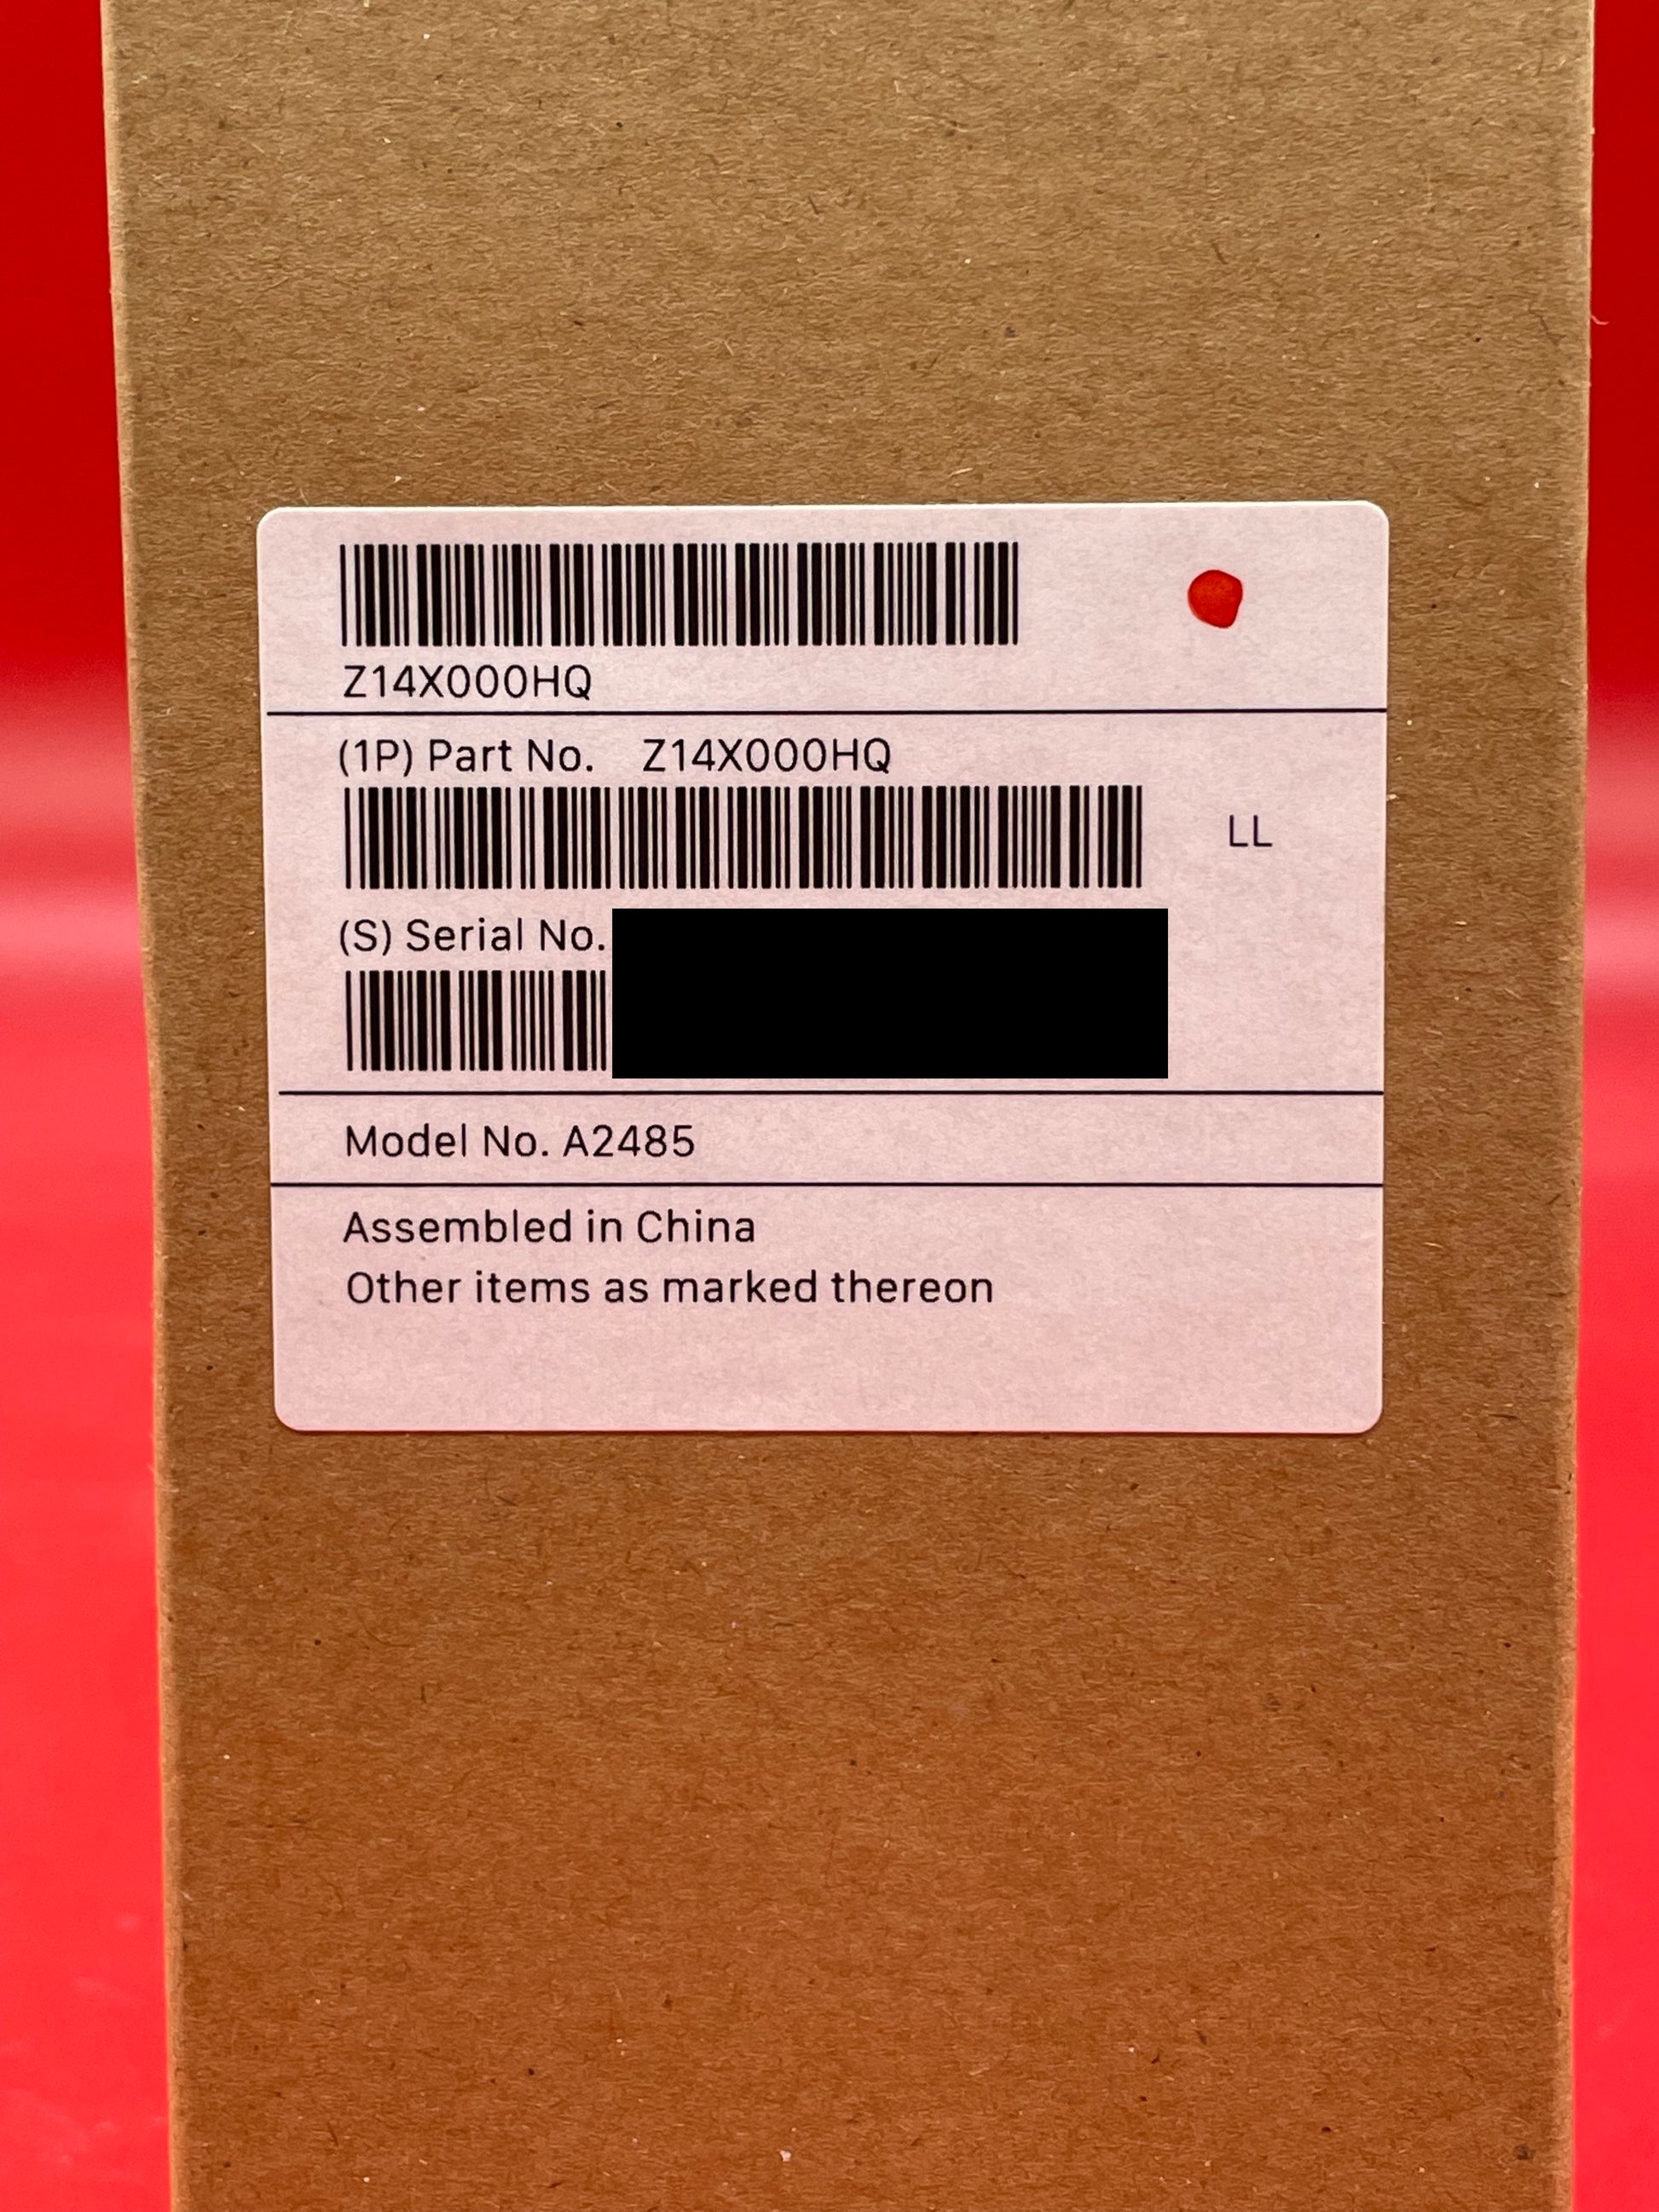 Z14X000HQ
(1P) Part No. Z14X000HQ
LL
(S) Serial No.
Model No. A2485
Assembled in China
Other items as marked thereon